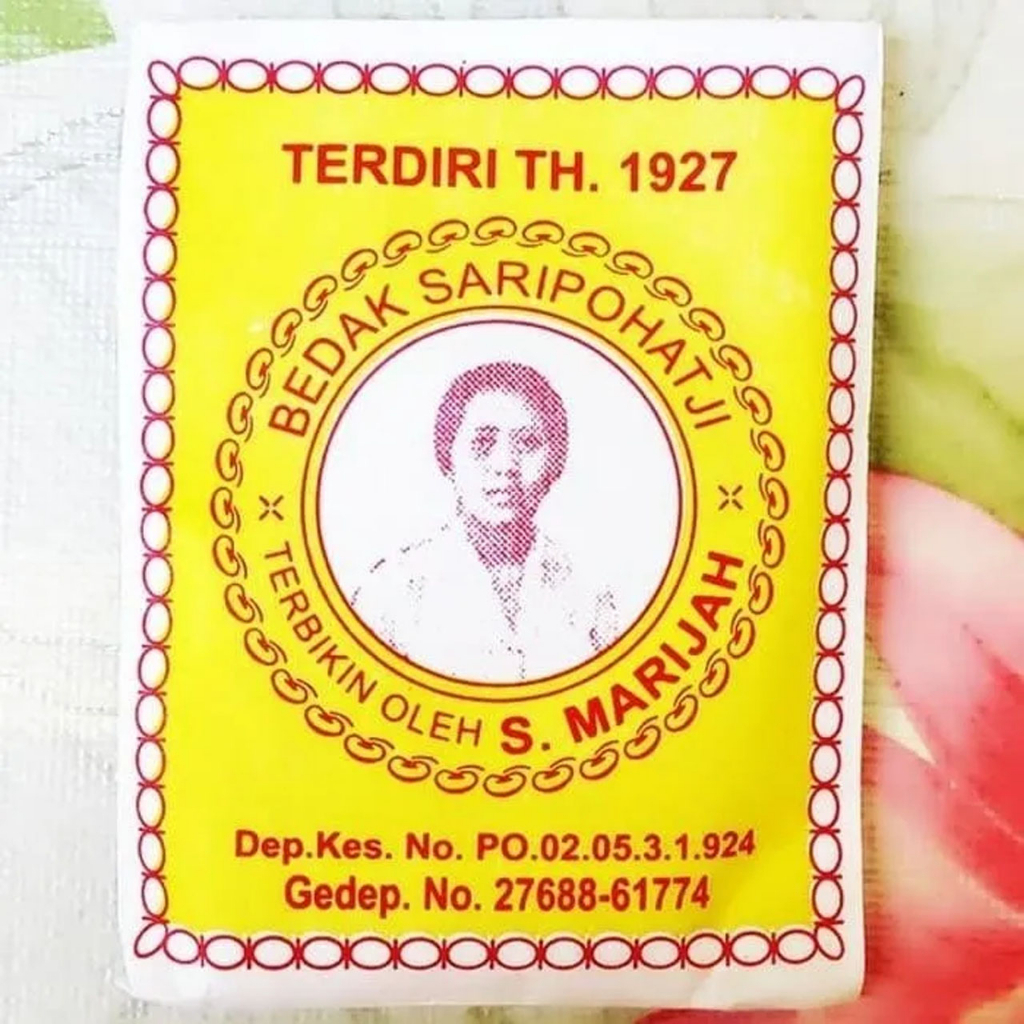 TERDIRI TH. 1927
BEDAK SARIPOHATJI
TERBIKIN OLEH S. MARIJAH
Dep.Kes. No. PO.02.05.3.1.924
Gedep. No. 27688-61774